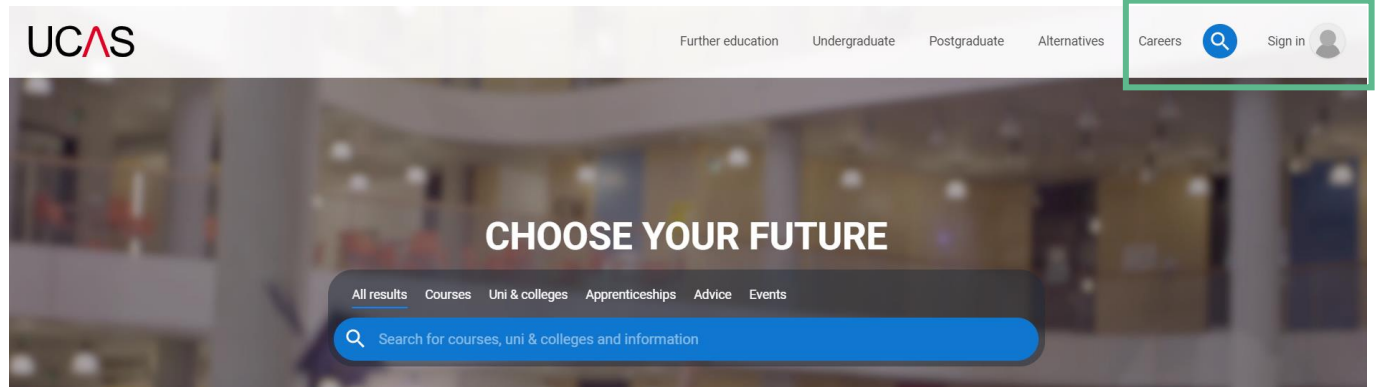 UCAS
Further education Undergraduate Postgraduate Alternatives Careers Sign in
CHOOSE YOUR FUTURE
All results Courses Uni & colleges Apprenticeships Advice Events
Search for courses, uni & colleges and information